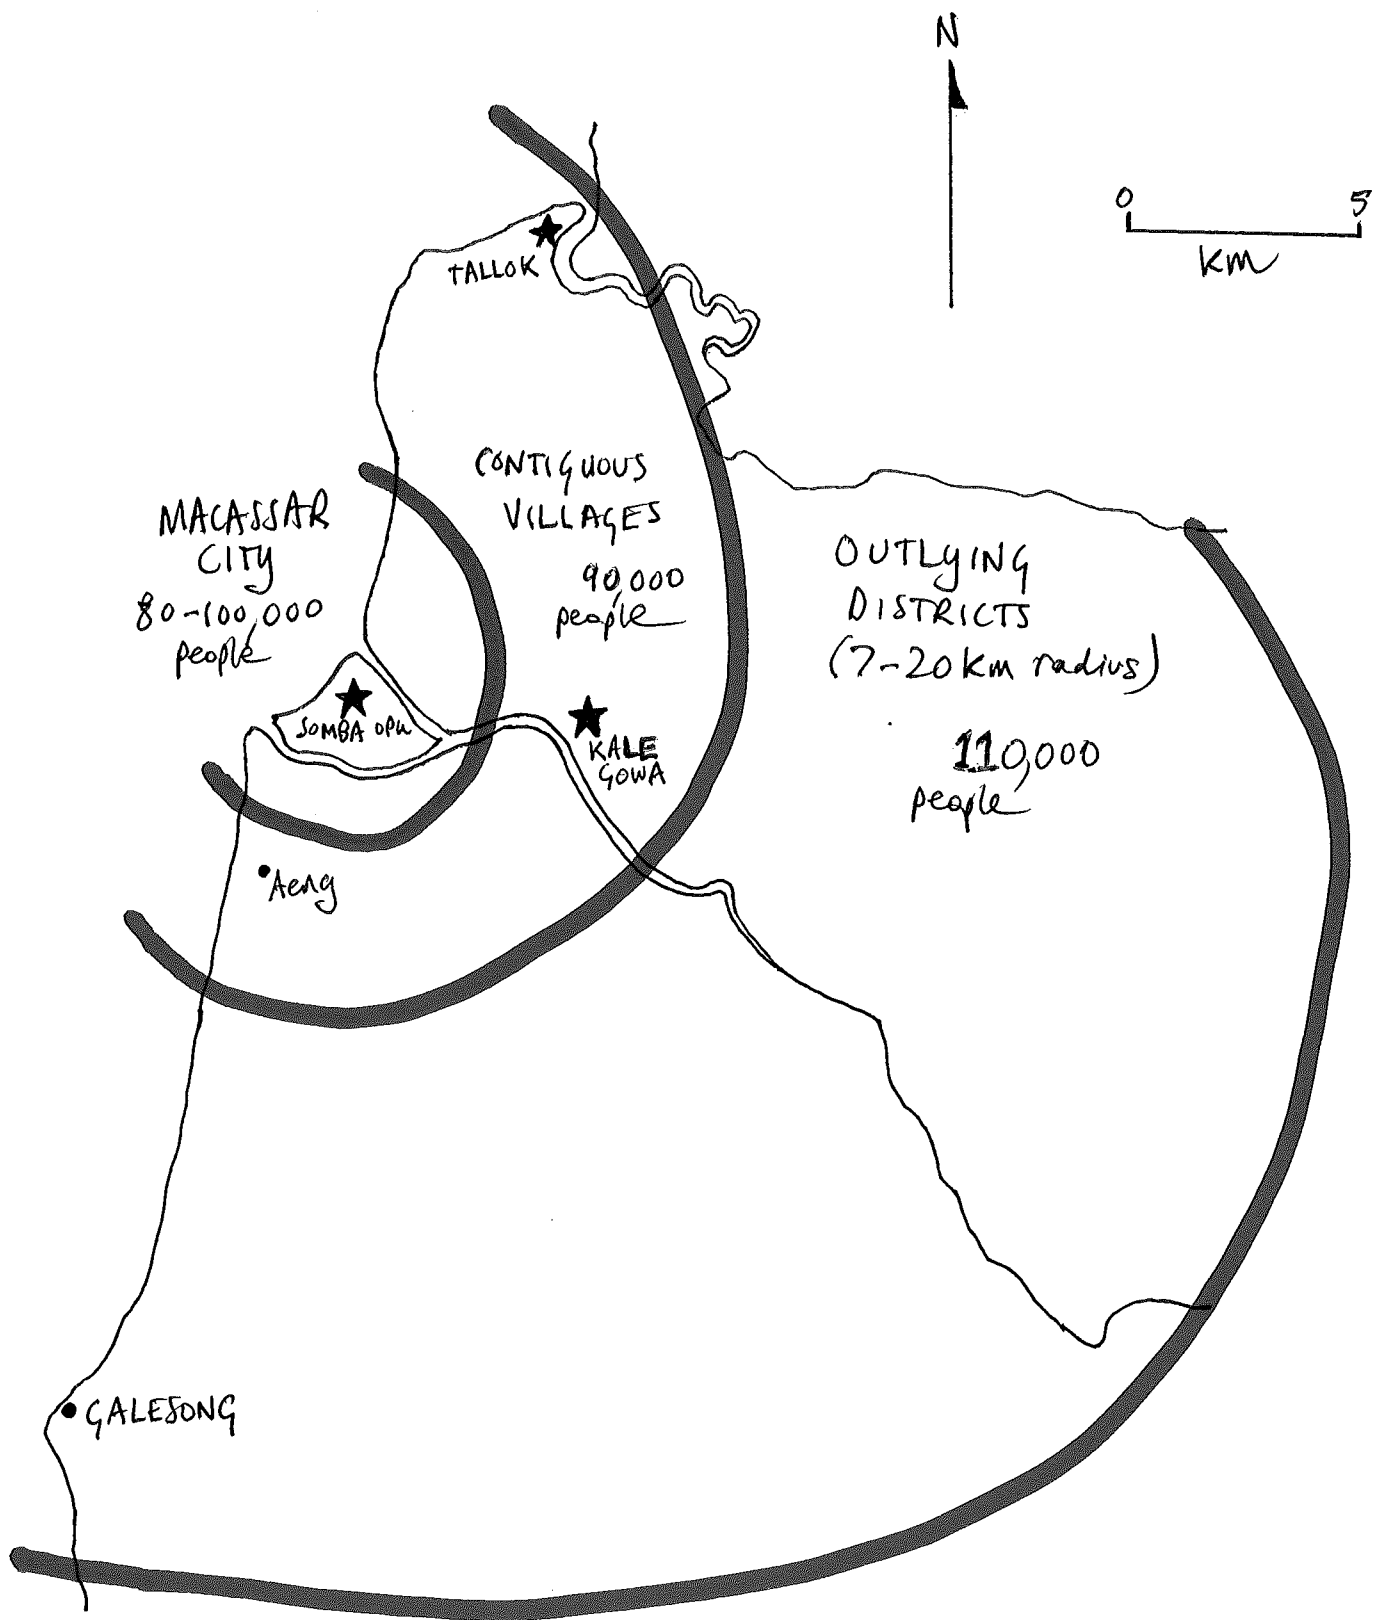 N
0 5
km
TALLOK
CONTIGUOUS
VILLAGES
90,000
people
MACASSAR
CITY
80-100,000
people
OUTLYING
DISTRICTS
(7-20 km radius)
110,000
people
SOMBA OPU
KALE
GOWA
Aeng
GALESONG